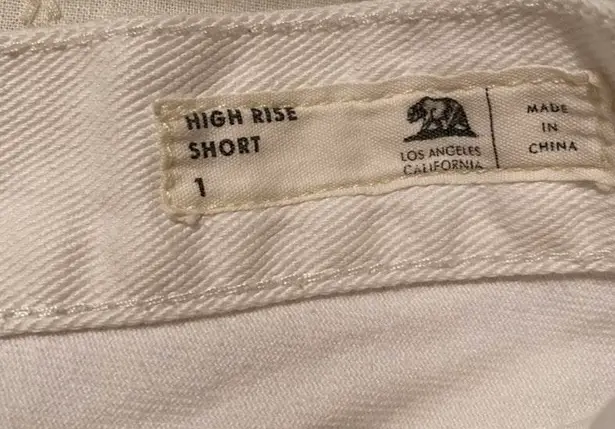 HIGH RISE
SHORT
1
LOS ANGELES
CALIFORNIA
MADE
IN
CHINA